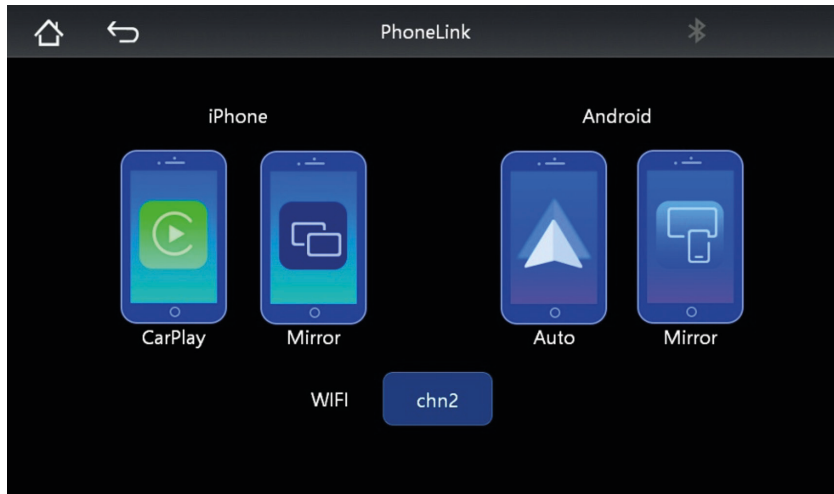 PhoneLink
iPhone
Android
CarPlay
Mirror
Auto
Mirror
WIFI
chn2